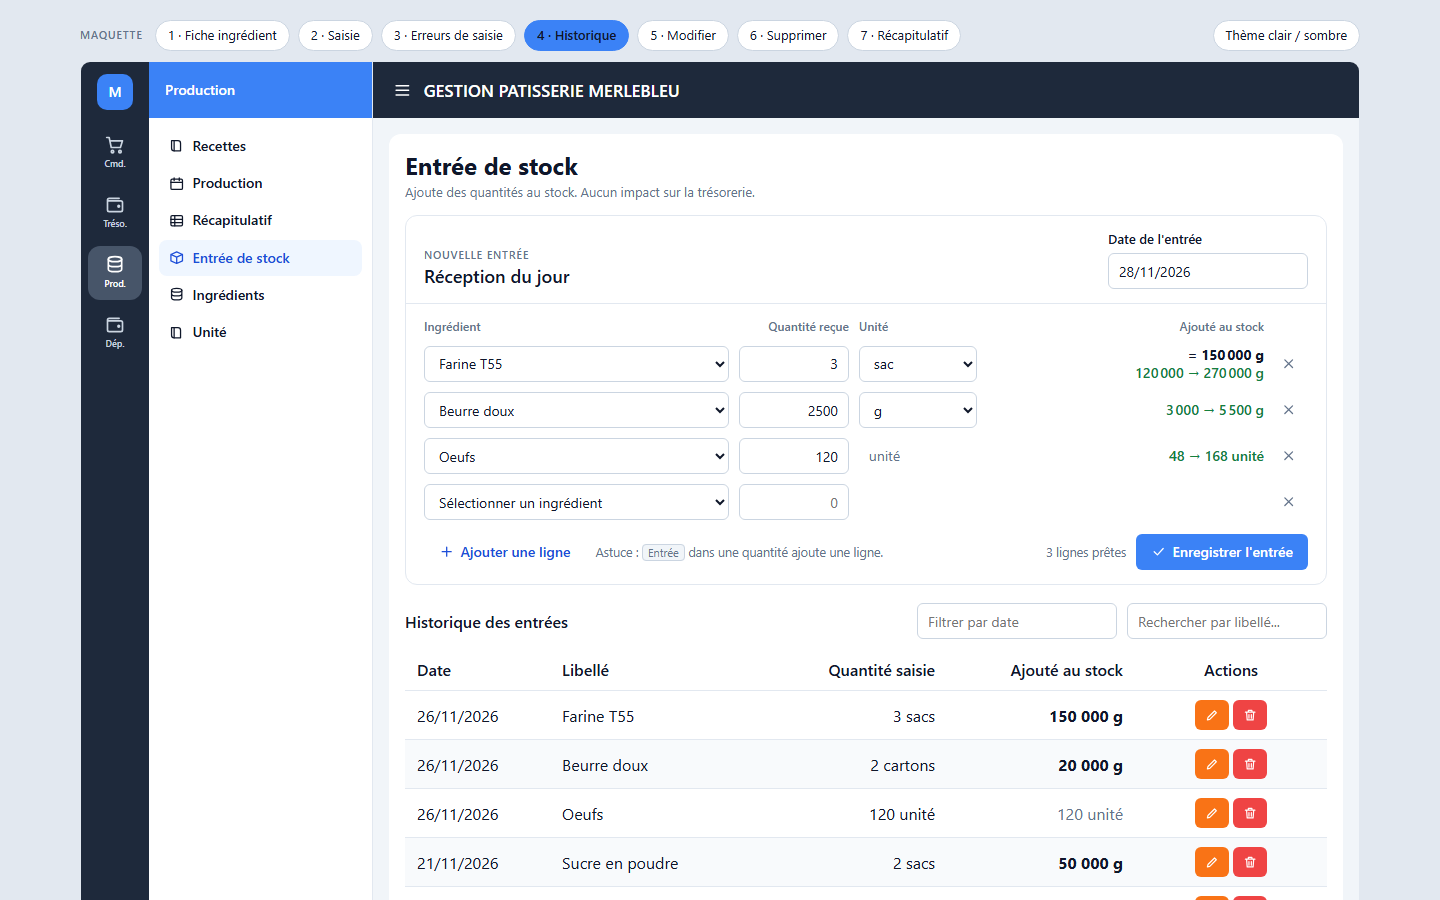 MAQUETTE 1 · Fiche ingrédient 2 · Saisie 3 · Erreurs de saisie 4 · Historique 5 · Modifier 6 · Supprimer 7 · Récapitulatif Thème clair / sombre
M Production GESTION PATISSERIE MERLEBLEU
Cmd.
Tréso.
Prod.
Dép.
Recettes
Production
Récapitulatif
Entrée de stock
Ingrédients
Unité
Entrée de stock
Ajoute des quantités au stock. Aucun impact sur la trésorerie.
NOUVELLE ENTRÉE
Réception du jour
Date de l'entrée
28/11/2026
Ingrédient Quantité reçue Unité Ajouté au stock
Farine T55 3 sac = 150 000 g
120 000 → 270 000 g
Beurre doux 2500 g 3 000 → 5 500 g
Oeufs 120 unité 48 → 168 unité
Sélectionner un ingrédient 0
+ Ajouter une ligne Astuce : Entrée dans une quantité ajoute une ligne. 3 lignes prêtes Enregistrer l'entrée
Historique des entrées Filtrer par date Rechercher par libellé...
Date Libellé Quantité saisie Ajouté au stock Actions
26/11/2026 Farine T55 3 sacs 150 000 g
26/11/2026 Beurre doux 2 cartons 20 000 g
26/11/2026 Oeufs 120 unité 120 unité
21/11/2026 Sucre en poudre 2 sacs 50 000 g